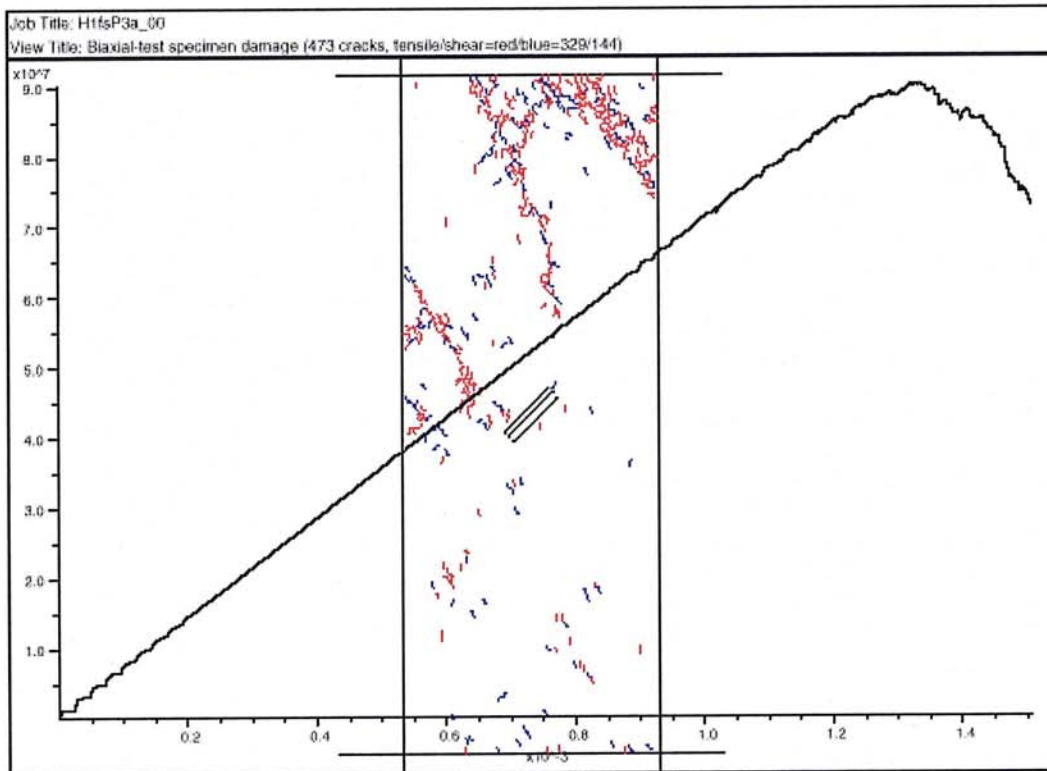 Job Title: H1fsP3a_00
View Title: Biaxial-test specimen damage (473 cracks, tensile/shear=red/blue=329/144)
x10^7
9.0
8.0
7.0
6.0
5.0
4.0
3.0
2.0
1.0
0.2 0.4 0.6 0.8 1.0 1.2 1.4
x10^-3